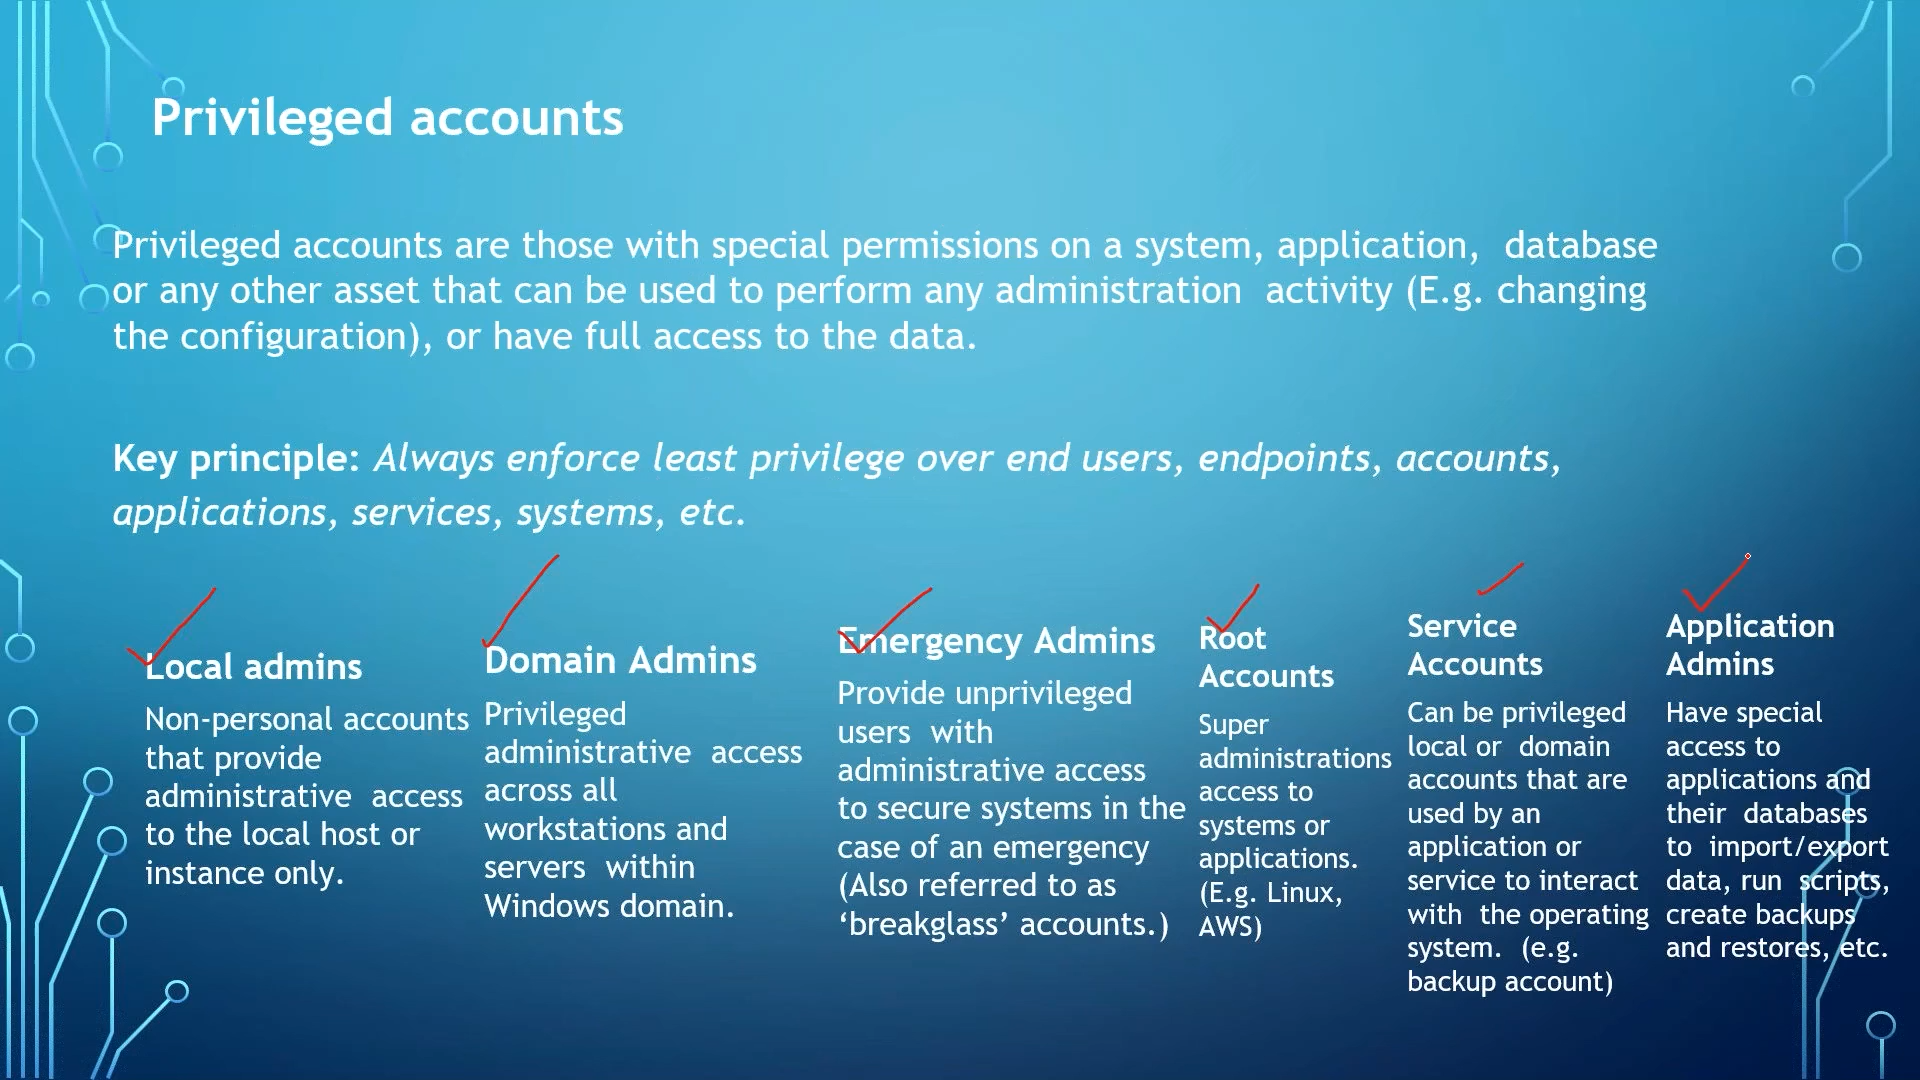 Privileged accounts
Privileged accounts are those with special permissions on a system, application, database
or any other asset that can be used to perform any administration activity (E.g. changing
the configuration), or have full access to the data.
Key principle: Always enforce least privilege over end users, endpoints, accounts,
applications, services, systems, etc.
Local admins
Non-personal accounts
that provide
administrative access
to the local host or
instance only.
Domain Admins
Privileged
administrative access
across all
workstations and
servers within
Windows domain.
Emergency Admins
Provide unprivileged
users with
administrative access
to secure systems in the
case of an emergency
(Also referred to as
‘breakglass’ accounts.)
Root
Accounts
Super
administrations
access to
systems or
applications.
(E.g. Linux,
AWS)
Service
Accounts
Can be privileged
local or domain
accounts that are
used by an
application or
service to interact
with the operating
system. (e.g.
backup account)
Application
Admins
Have special
access to
applications and
their databases
to import/export
data, run scripts,
create backups
and restores, etc.